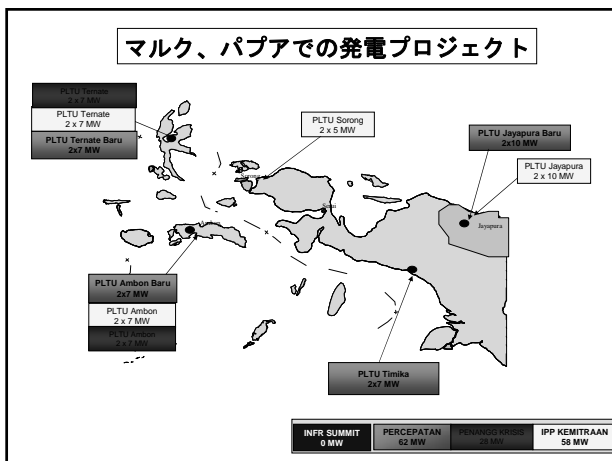 マルク、パプアでの発電プロジェクト
PLTU Ternate
2 x 7 MW
PLTU Ternate
2 x 7 MW
PLTU Ternate Baru
2x7 MW
PLTU Sorong
2 x 5 MW
PLTU Jayapura Baru
2x10 MW
PLTU Jayapura
2 x 10 MW
Sorong
Jayapura
Ambon
PLTU Ambon Baru
2x7 MW
PLTU Ambon
2 x 7 MW
PLTU Ambon
2 x 7 MW
PLTU Timika
2x7 MW
INFR SUMMIT
0 MW
PERCEPATAN
62 MW
PENANGG KRISIS
28 MW
IPP KEMITRAAN
58 MW